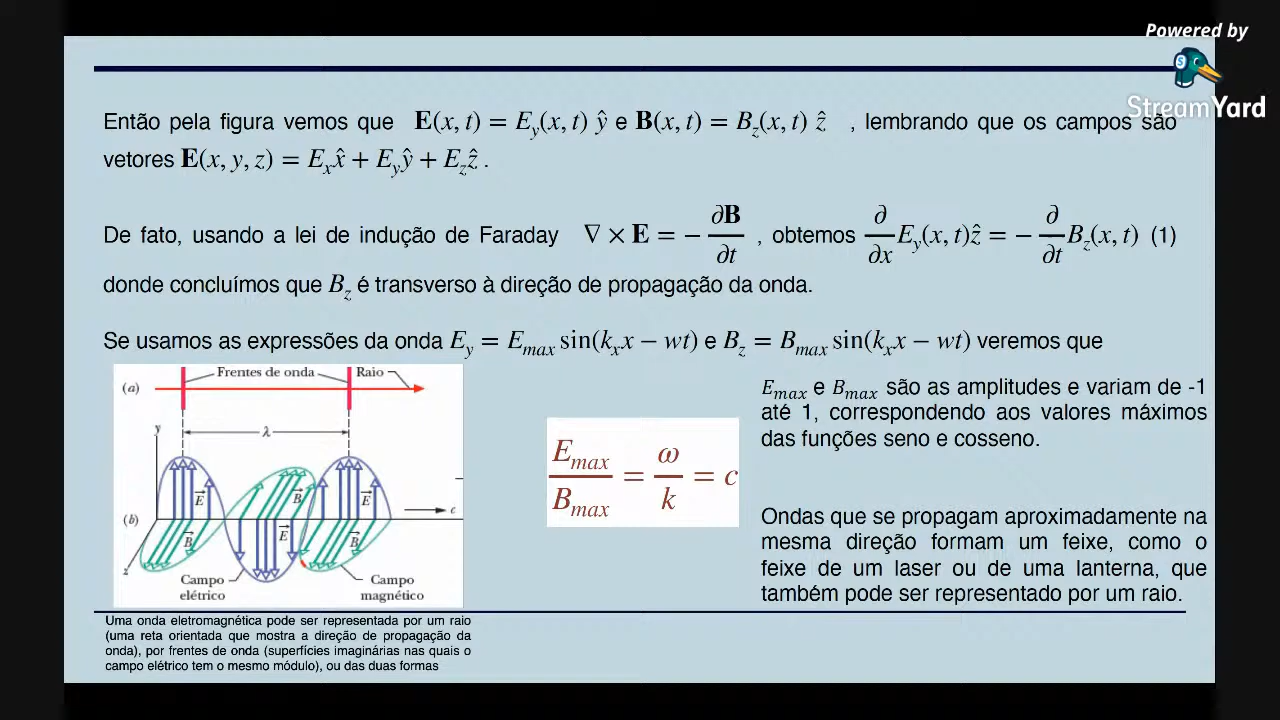 Powered by
StreamYard
Então pela figura vemos que E(x, t) = E_y(x, t) ŷ e B(x, t) = B_z(x, t) ẑ , lembrando que os campos são
vetores E(x, y, z) = E_x x̂ + E_y ŷ + E_z ẑ .
De fato, usando a lei de indução de Faraday ∇ × E = − ∂B/∂t , obtemos ∂/∂x E_y(x, t)ẑ = − ∂/∂t B_z(x, t) (1)
donde concluímos que B_z é transverso à direção de propagação da onda.
Se usamos as expressões da onda E_y = E_max sin(k_x x − wt) e B_z = B_max sin(k_x x − wt) veremos que
(a)
Frentes de onda
Raio
λ
y
E
B
E
(b)
B
E
B
c
z
Campo
elétrico
Campo
magnético
E_max/B_max = ω/k = c
E_max e B_max são as amplitudes e variam de -1
até 1, correspondendo aos valores máximos
das funções seno e cosseno.
Ondas que se propagam aproximadamente na
mesma direção formam um feixe, como o
feixe de um laser ou de uma lanterna, que
também pode ser representado por um raio.
Uma onda eletromagnética pode ser representada por um raio
(uma reta orientada que mostra a direção de propagação da
onda), por frentes de onda (superfícies imaginárias nas quais o
campo elétrico tem o mesmo módulo), ou das duas formas